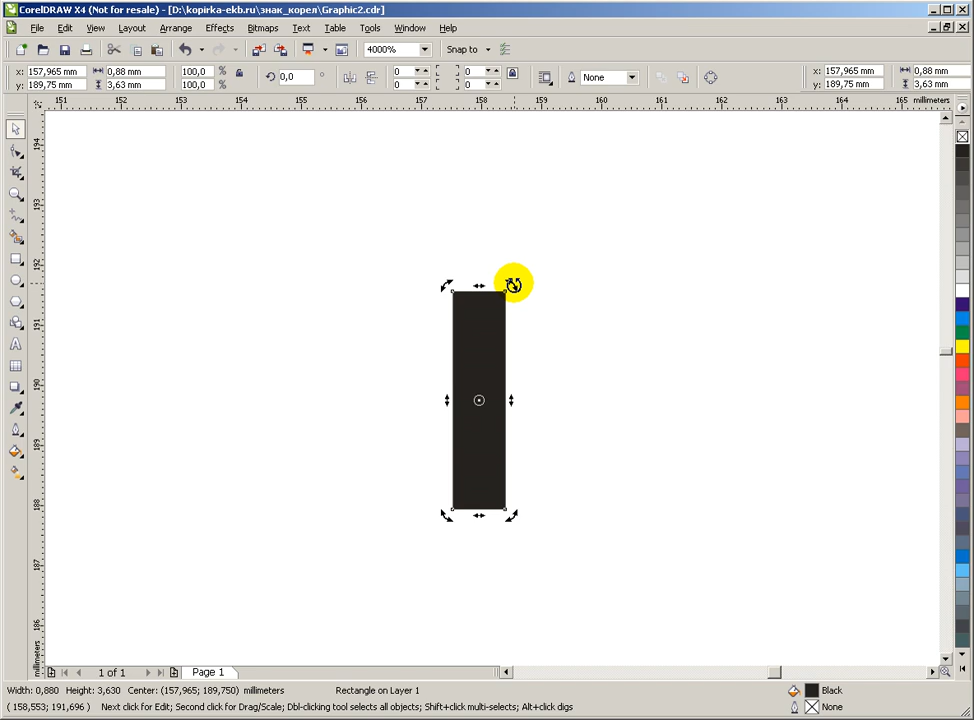 CorelDRAW X4 (Not for resale) - [D:\kopirka-ekb.ru\знак_корел\Graphic2.cdr]
File Edit View Layout Arrange Effects Bitmaps Text Table Tools Window Help
4000% Snap to
x: 157,965 mm 0,88 mm 100,0 % 0,0 ° 0 0 None x: 157,965 mm 0,88 mm
y: 189,75 mm 3,63 mm 100,0 % 0 0 y: 189,75 mm 3,63 mm
151 152 153 154 155 156 157 158 159 160 161 162 163 164 165 millimeters
194
193
192
191
190
189
188
187
186
millimeters
1 of 1 Page 1
Width: 0,880 Height: 3,630 Center: (157,965; 189,750) millimeters Rectangle on Layer 1 Black
( 158,553; 191,696 ) Next click for Edit; Second click for Drag/Scale; Dbl-clicking tool selects all objects; Shift+click multi-selects; Alt+click digs None